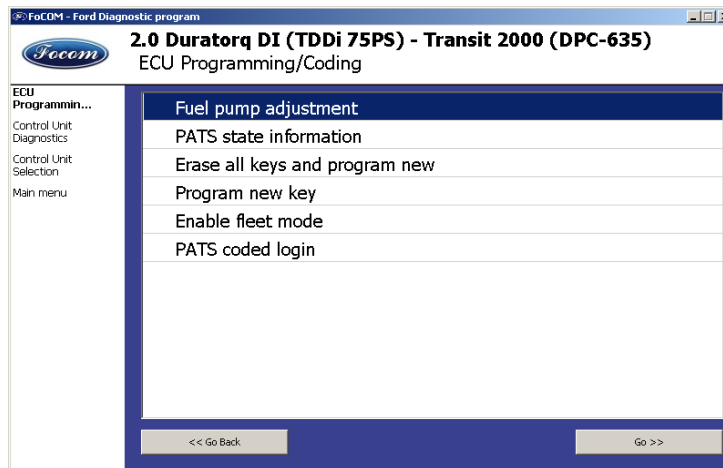 FoCOM - Ford Diagnostic program
Focom
2.0 Duratorq DI (TDDi 75PS) - Transit 2000 (DPC-635)
ECU Programming/Coding
ECU
Programmin...
Control Unit
Diagnostics
Control Unit
Selection
Main menu
Fuel pump adjustment
PATS state information
Erase all keys and program new
Program new key
Enable fleet mode
PATS coded login
<< Go Back
Go >>